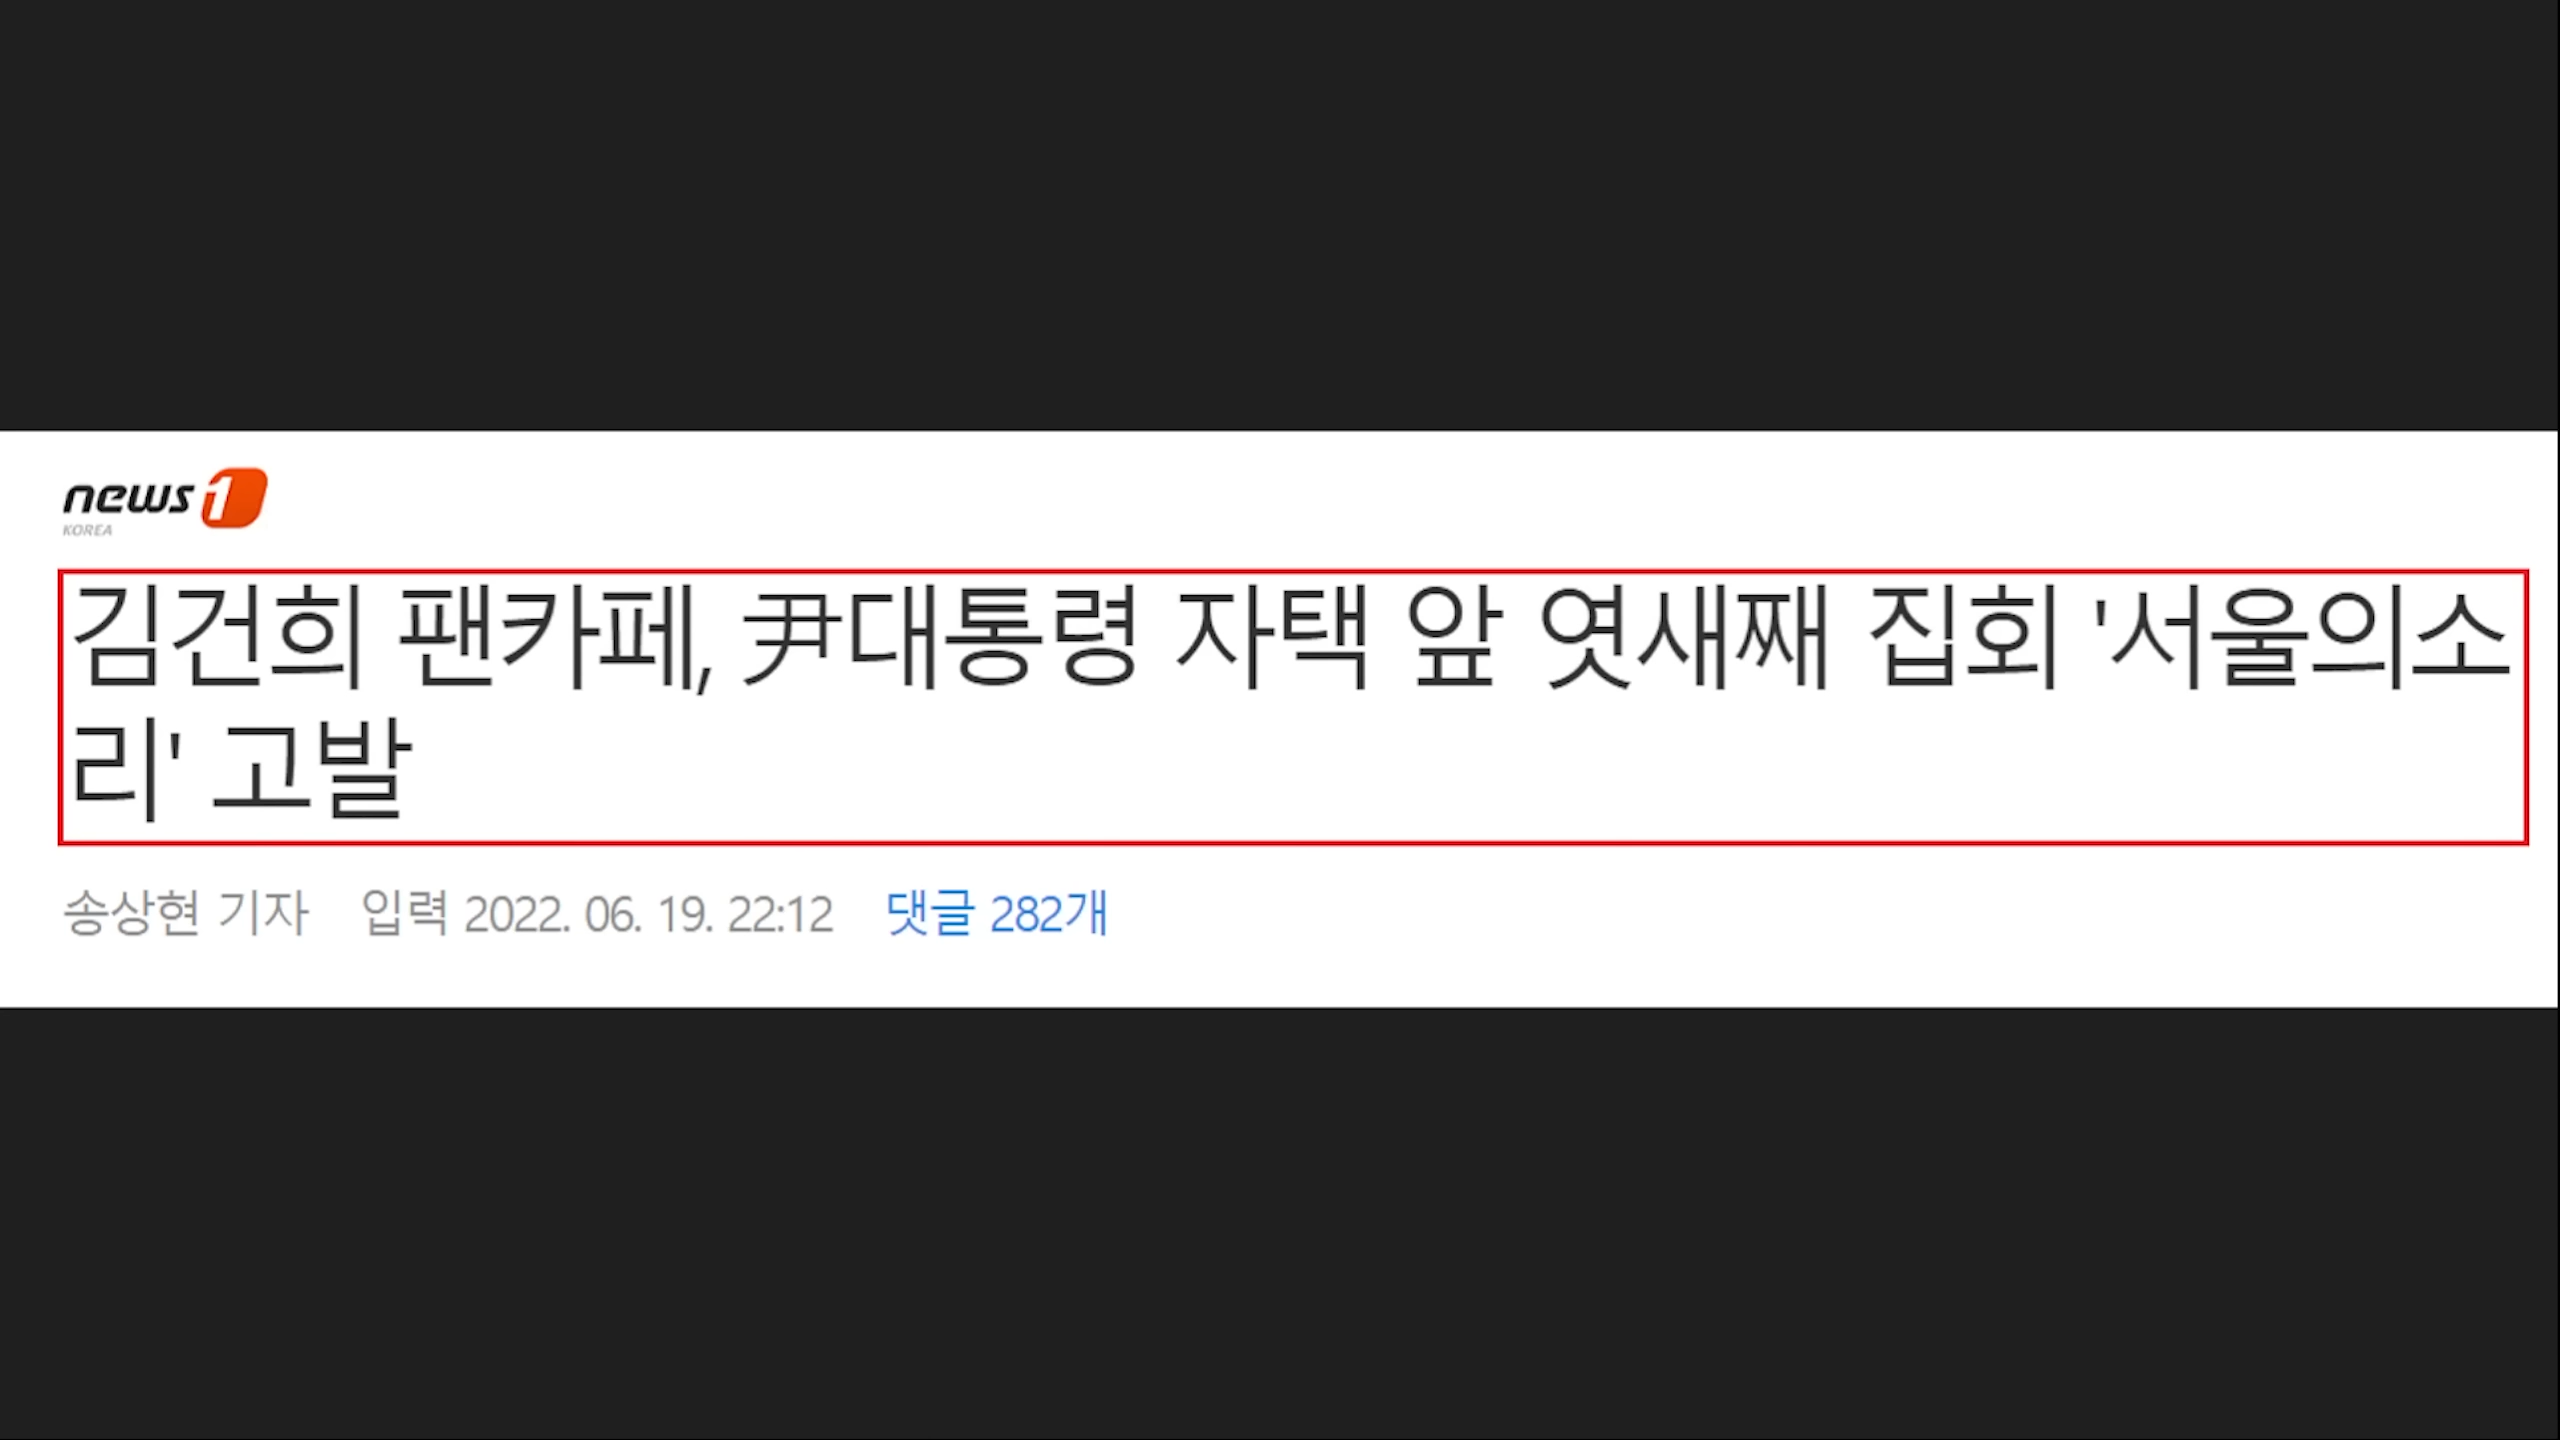 news1
KOREA
김건희 팬카페, 尹대통령 자택 앞 엿새째 집회 '서울의소
리' 고발
송상현 기자 입력 2022. 06. 19. 22:12 댓글 282개